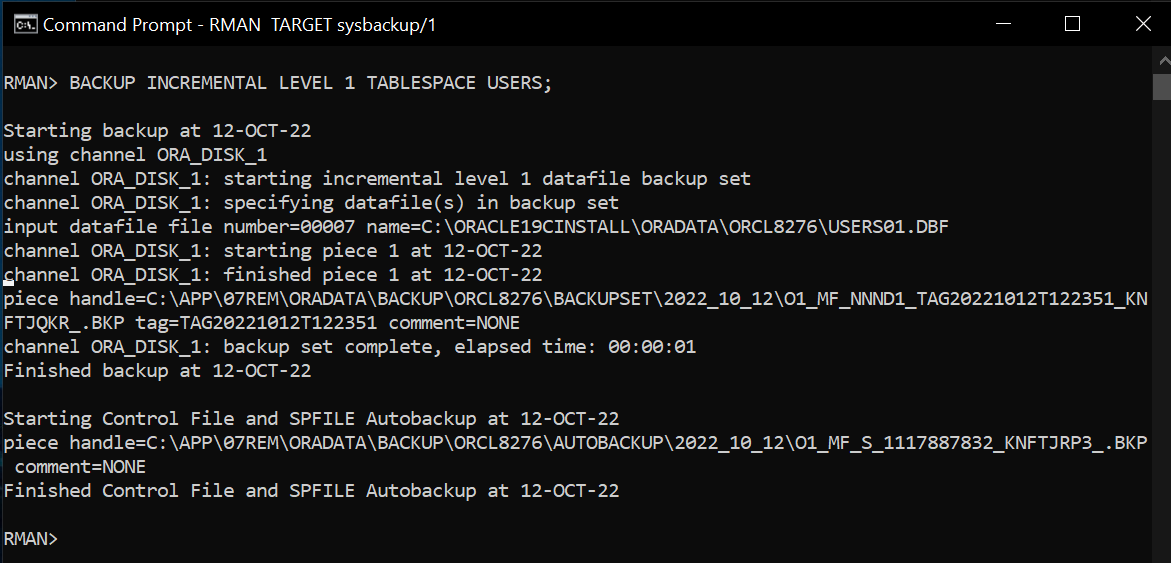 Command Prompt - RMAN  TARGET sysbackup/1
RMAN> BACKUP INCREMENTAL LEVEL 1 TABLESPACE USERS;
Starting backup at 12-OCT-22
using channel ORA_DISK_1
channel ORA_DISK_1: starting incremental level 1 datafile backup set
channel ORA_DISK_1: specifying datafile(s) in backup set
input datafile file number=00007 name=C:\ORACLE19CINSTALL\ORADATA\ORCL8276\USERS01.DBF
channel ORA_DISK_1: starting piece 1 at 12-OCT-22
channel ORA_DISK_1: finished piece 1 at 12-OCT-22
piece handle=C:\APP\07REM\ORADATA\BACKUP\ORCL8276\BACKUPSET\2022_10_12\O1_MF_NNND1_TAG20221012T122351_KN
FTJQKR_.BKP tag=TAG20221012T122351 comment=NONE
channel ORA_DISK_1: backup set complete, elapsed time: 00:00:01
Finished backup at 12-OCT-22
Starting Control File and SPFILE Autobackup at 12-OCT-22
piece handle=C:\APP\07REM\ORADATA\BACKUP\ORCL8276\AUTOBACKUP\2022_10_12\O1_MF_S_1117887832_KNFTJRP3_.BKP
 comment=NONE
Finished Control File and SPFILE Autobackup at 12-OCT-22
RMAN>